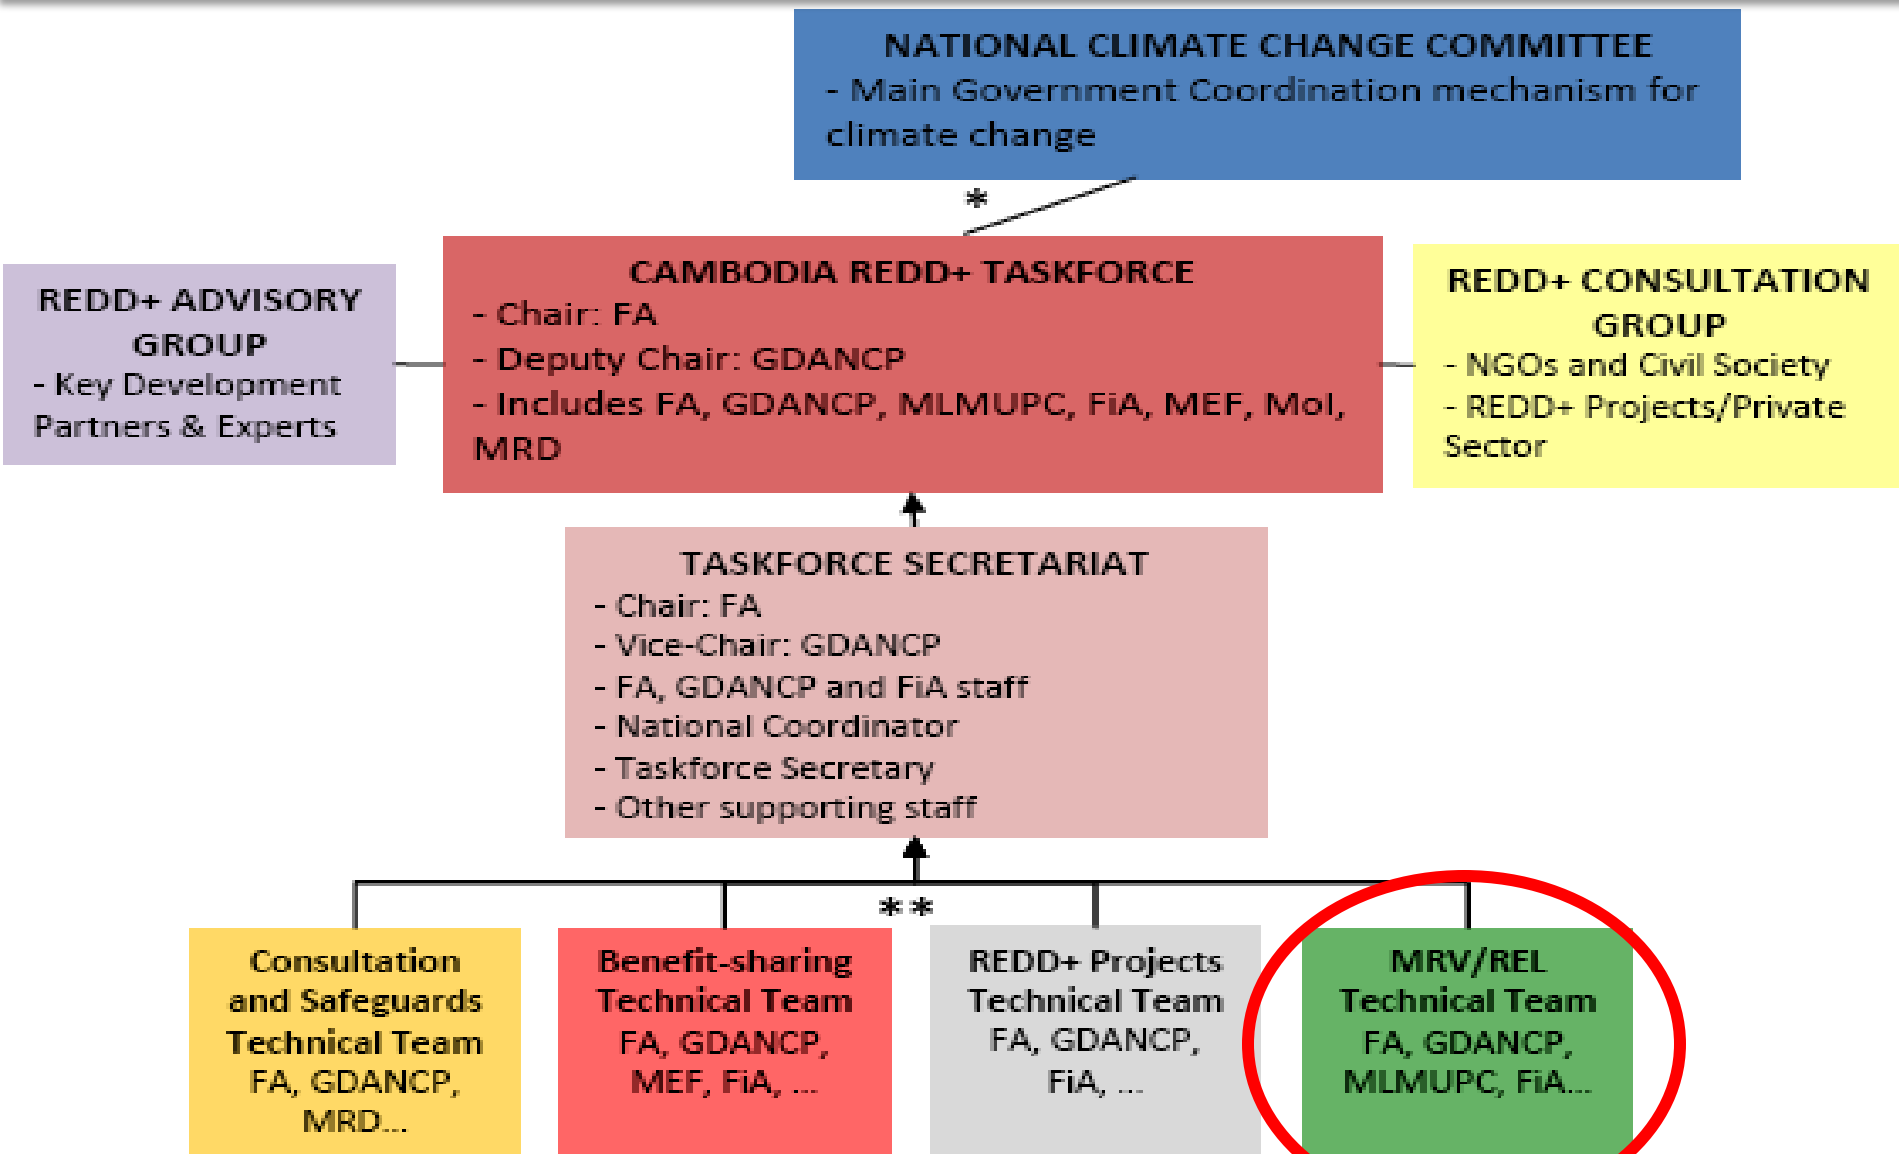 NATIONAL CLIMATE CHANGE COMMITTEE
- Main Government Coordination mechanism for
climate change
*
REDD+ ADVISORY
GROUP
- Key Development
Partners & Experts
CAMBODIA REDD+ TASKFORCE
- Chair: FA
- Deputy Chair: GDANCP
- Includes FA, GDANCP, MLMUPC, FiA, MEF, MoI,
MRD
REDD+ CONSULTATION
GROUP
- NGOs and Civil Society
- REDD+ Projects/Private
Sector
TASKFORCE SECRETARIAT
- Chair: FA
- Vice-Chair: GDANCP
- FA, GDANCP and FiA staff
- National Coordinator
- Taskforce Secretary
- Other supporting staff
**
Consultation
and Safeguards
Technical Team
FA, GDANCP,
MRD...
Benefit-sharing
Technical Team
FA, GDANCP,
MEF, FiA, ...
REDD+ Projects
Technical Team
FA, GDANCP,
FiA, ...
MRV/REL
Technical Team
FA, GDANCP,
MLMUPC, FiA...